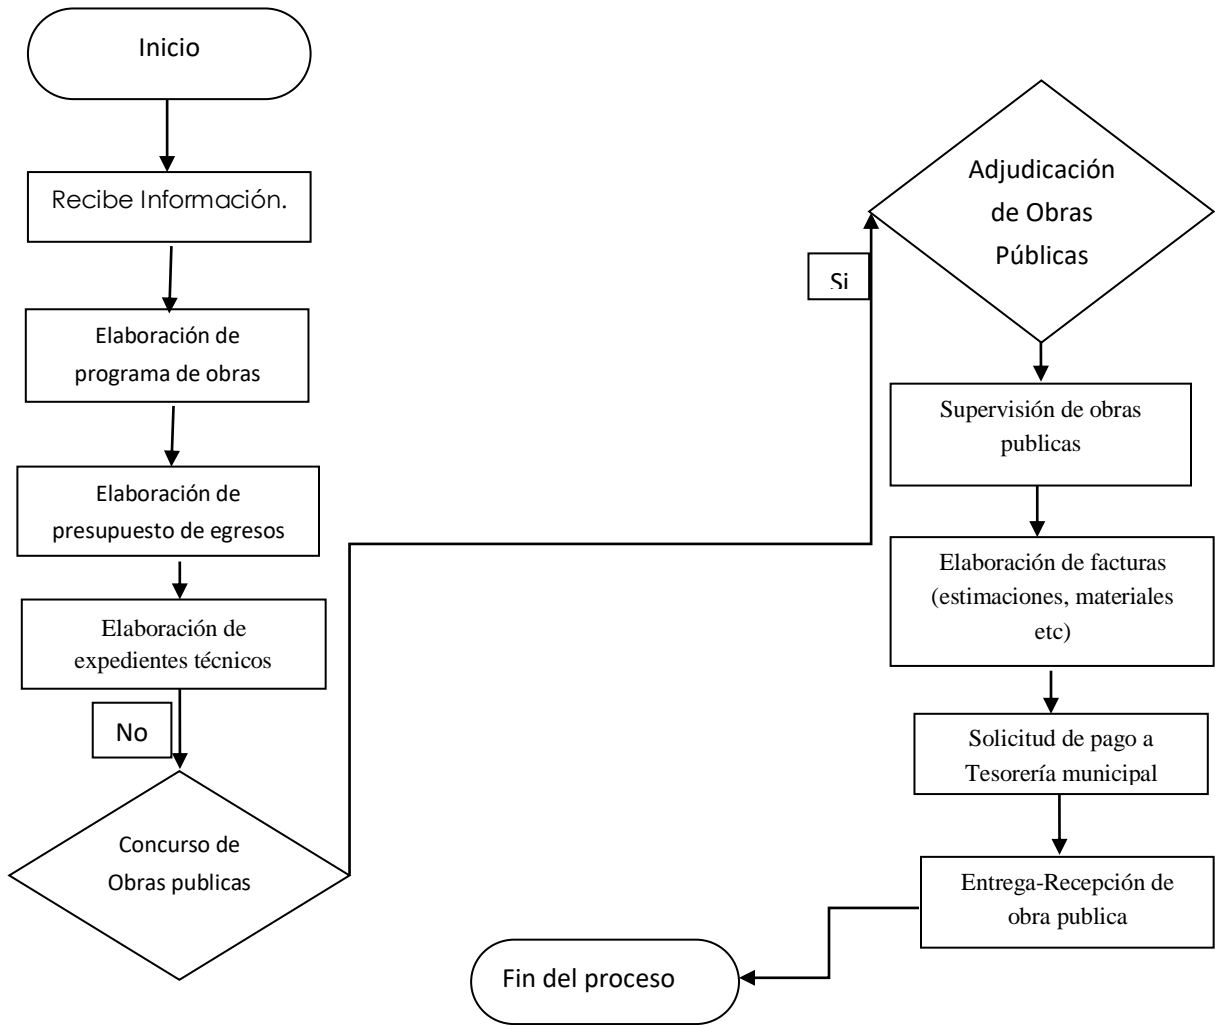 Inicio
Recibe Información.
Elaboración de
programa de obras
Elaboración de
presupuesto de egresos
Elaboración de
expedientes técnicos
No
Concurso de
Obras publicas
Si
Adjudicación
de Obras
Públicas
Supervisión de obras
publicas
Elaboración de facturas
(estimaciones, materiales
etc)
Solicitud de pago a
Tesorería municipal
Entrega-Recepción de
obra publica
Fin del proceso